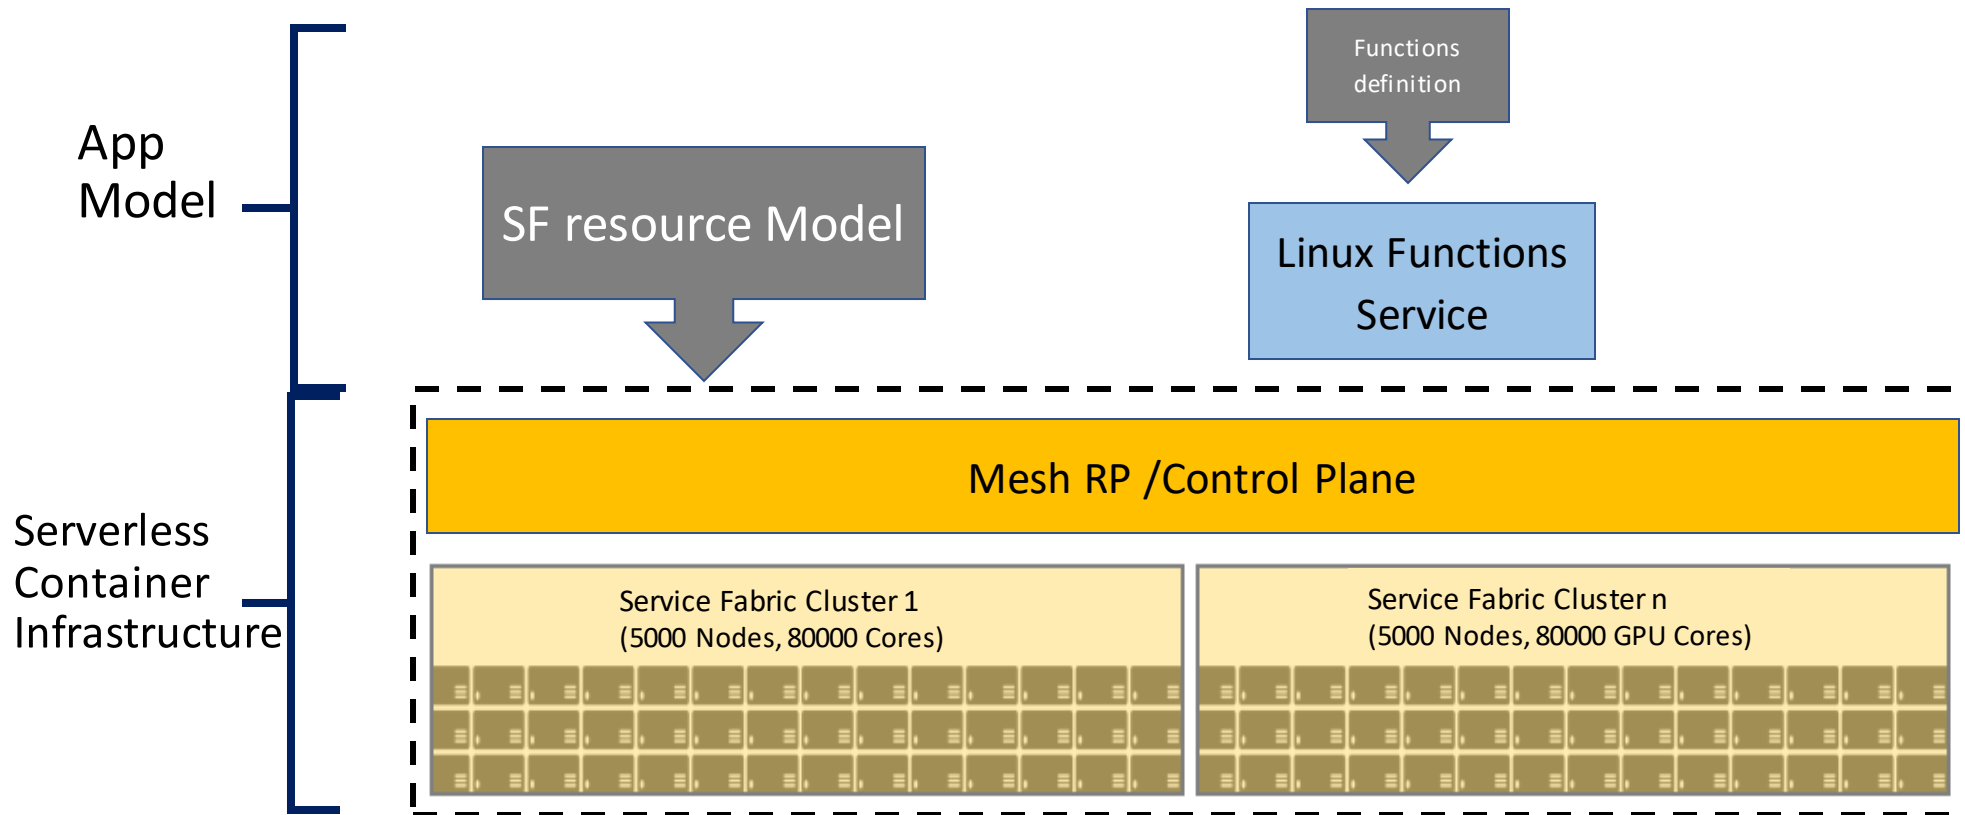 Functions
definition
App
Model
SF resource Model
Linux Functions
Service
Mesh RP /Control Plane
Serverless
Container
Infrastructure
Service Fabric Cluster 1
(5000 Nodes, 80000 Cores)
Service Fabric Cluster n
(5000 Nodes, 80000 GPU Cores)